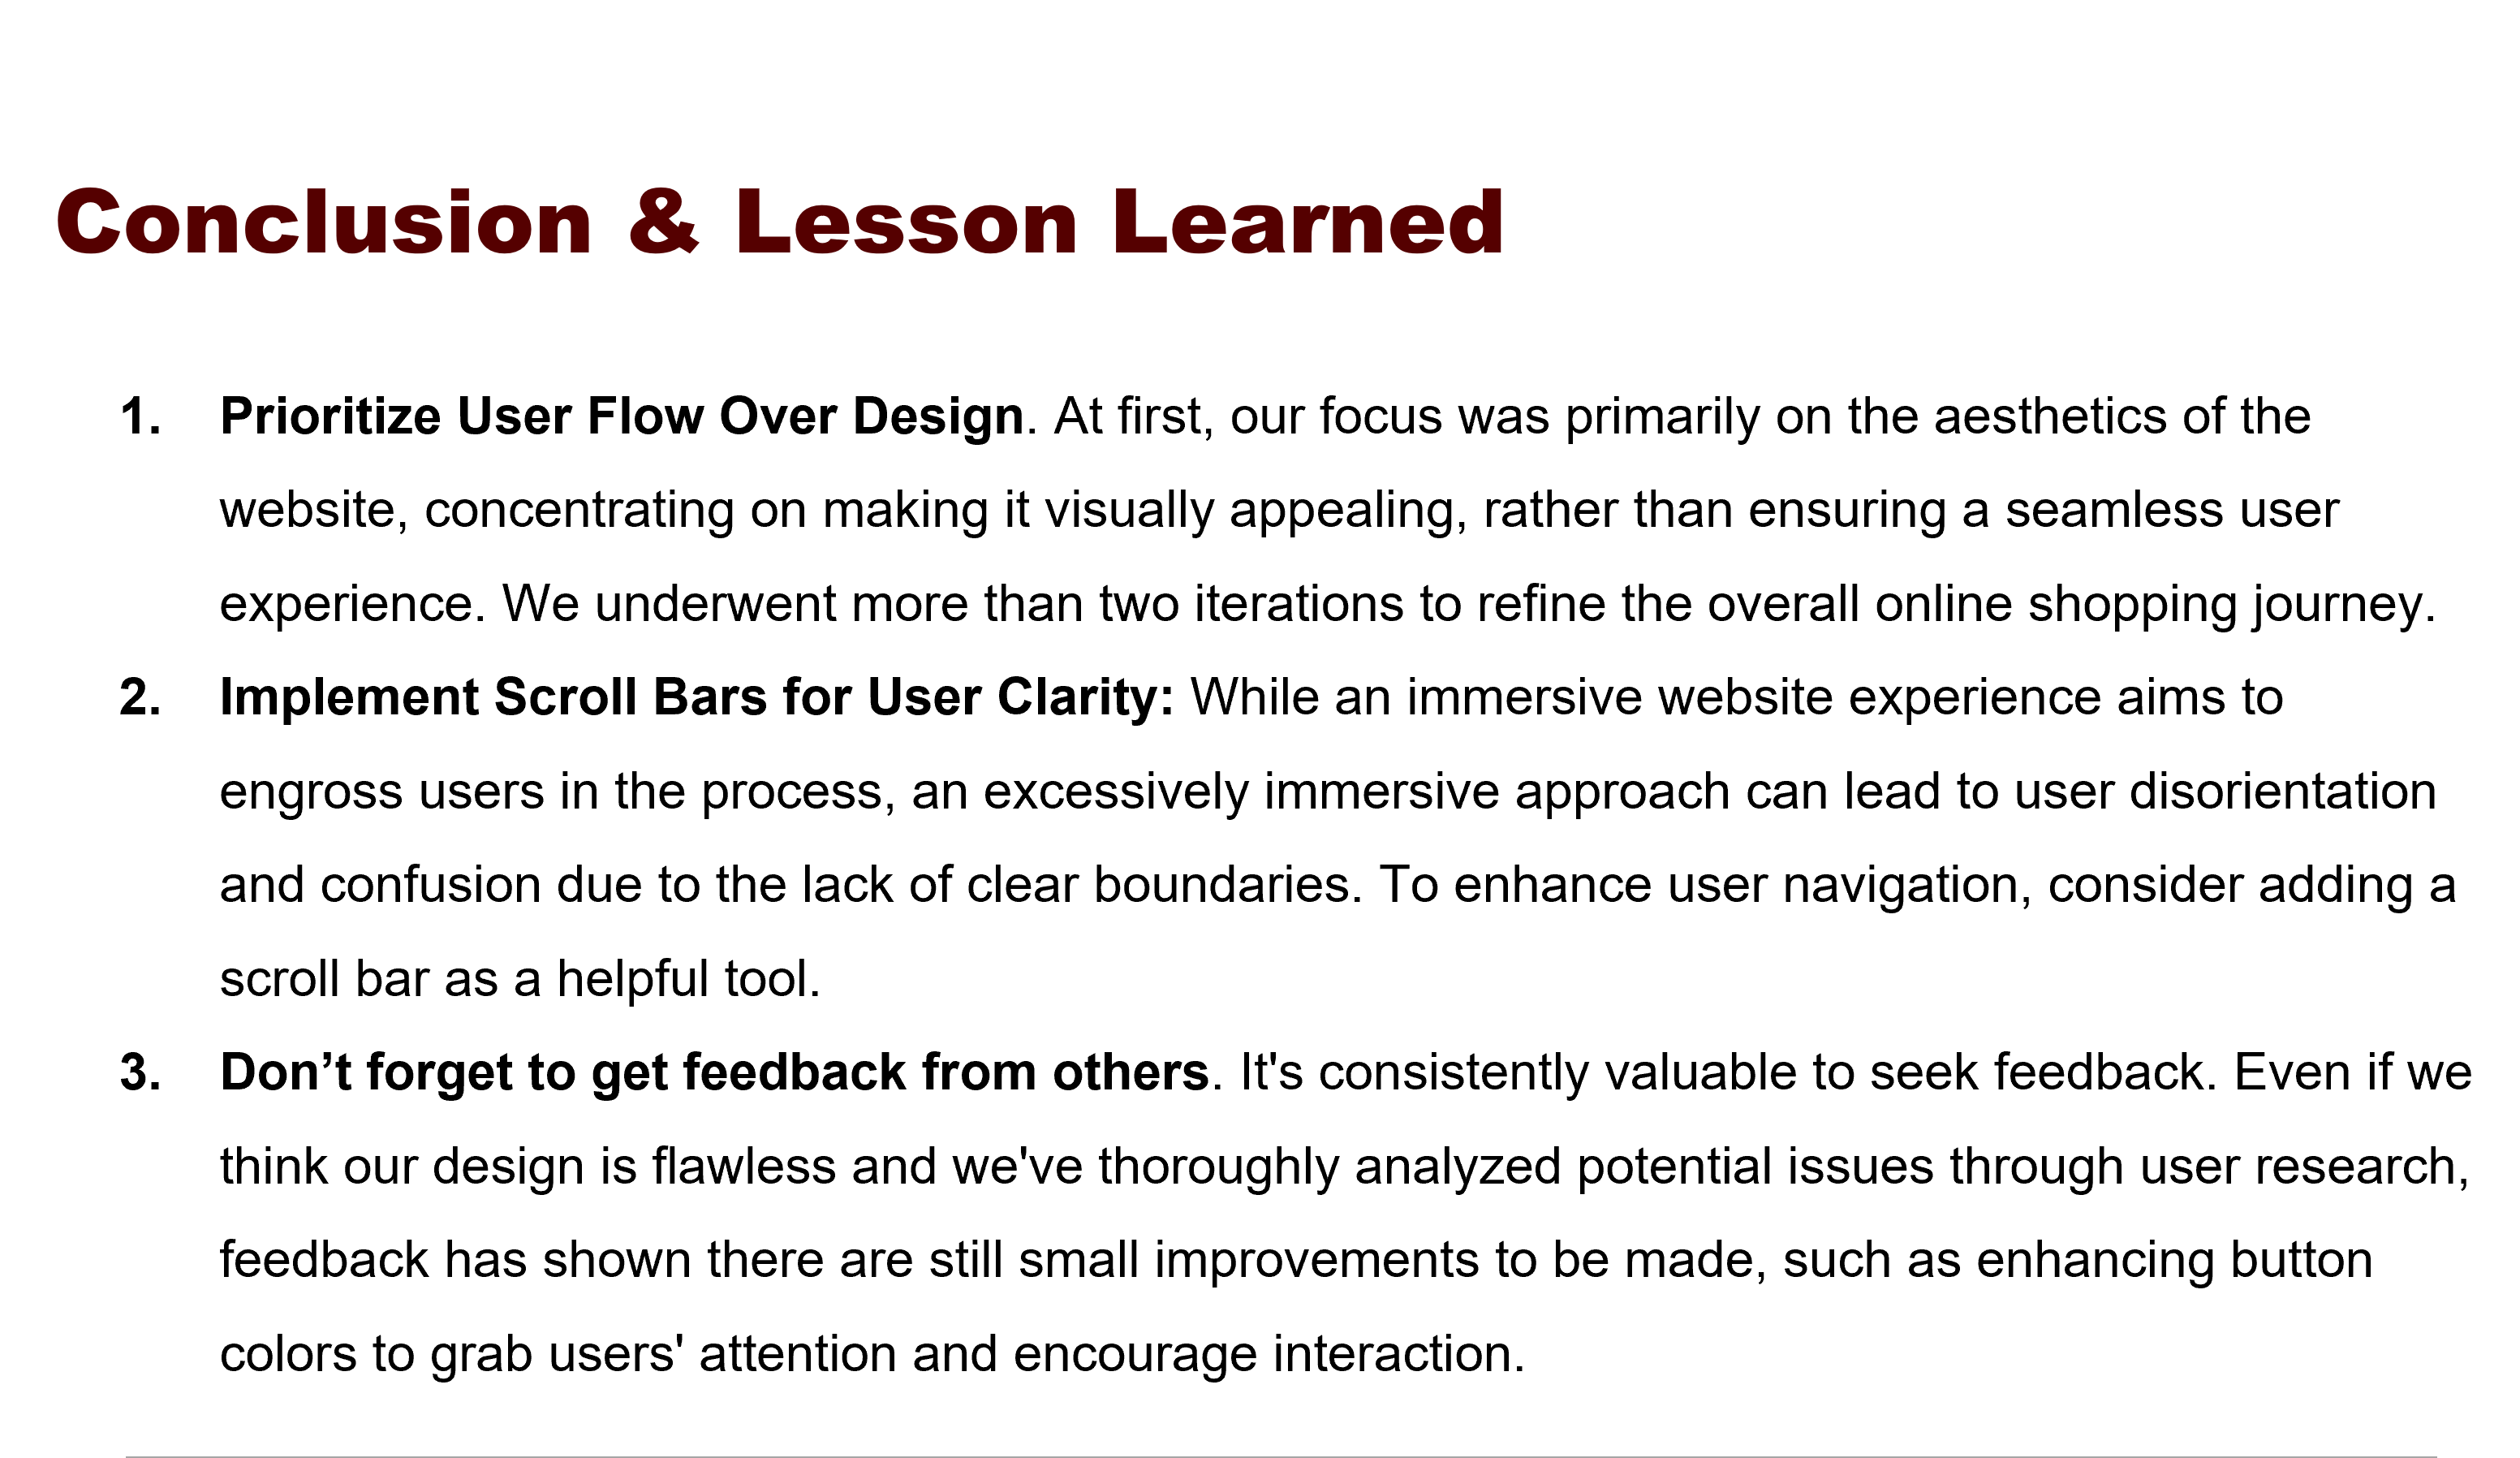 Conclusion & Lesson Learned
1. Prioritize User Flow Over Design. At first, our focus was primarily on the aesthetics of the
website, concentrating on making it visually appealing, rather than ensuring a seamless user
experience. We underwent more than two iterations to refine the overall online shopping journey.
2. Implement Scroll Bars for User Clarity: While an immersive website experience aims to
engross users in the process, an excessively immersive approach can lead to user disorientation
and confusion due to the lack of clear boundaries. To enhance user navigation, consider adding a
scroll bar as a helpful tool.
3. Don’t forget to get feedback from others. It's consistently valuable to seek feedback. Even if we
think our design is flawless and we've thoroughly analyzed potential issues through user research,
feedback has shown there are still small improvements to be made, such as enhancing button
colors to grab users' attention and encourage interaction.